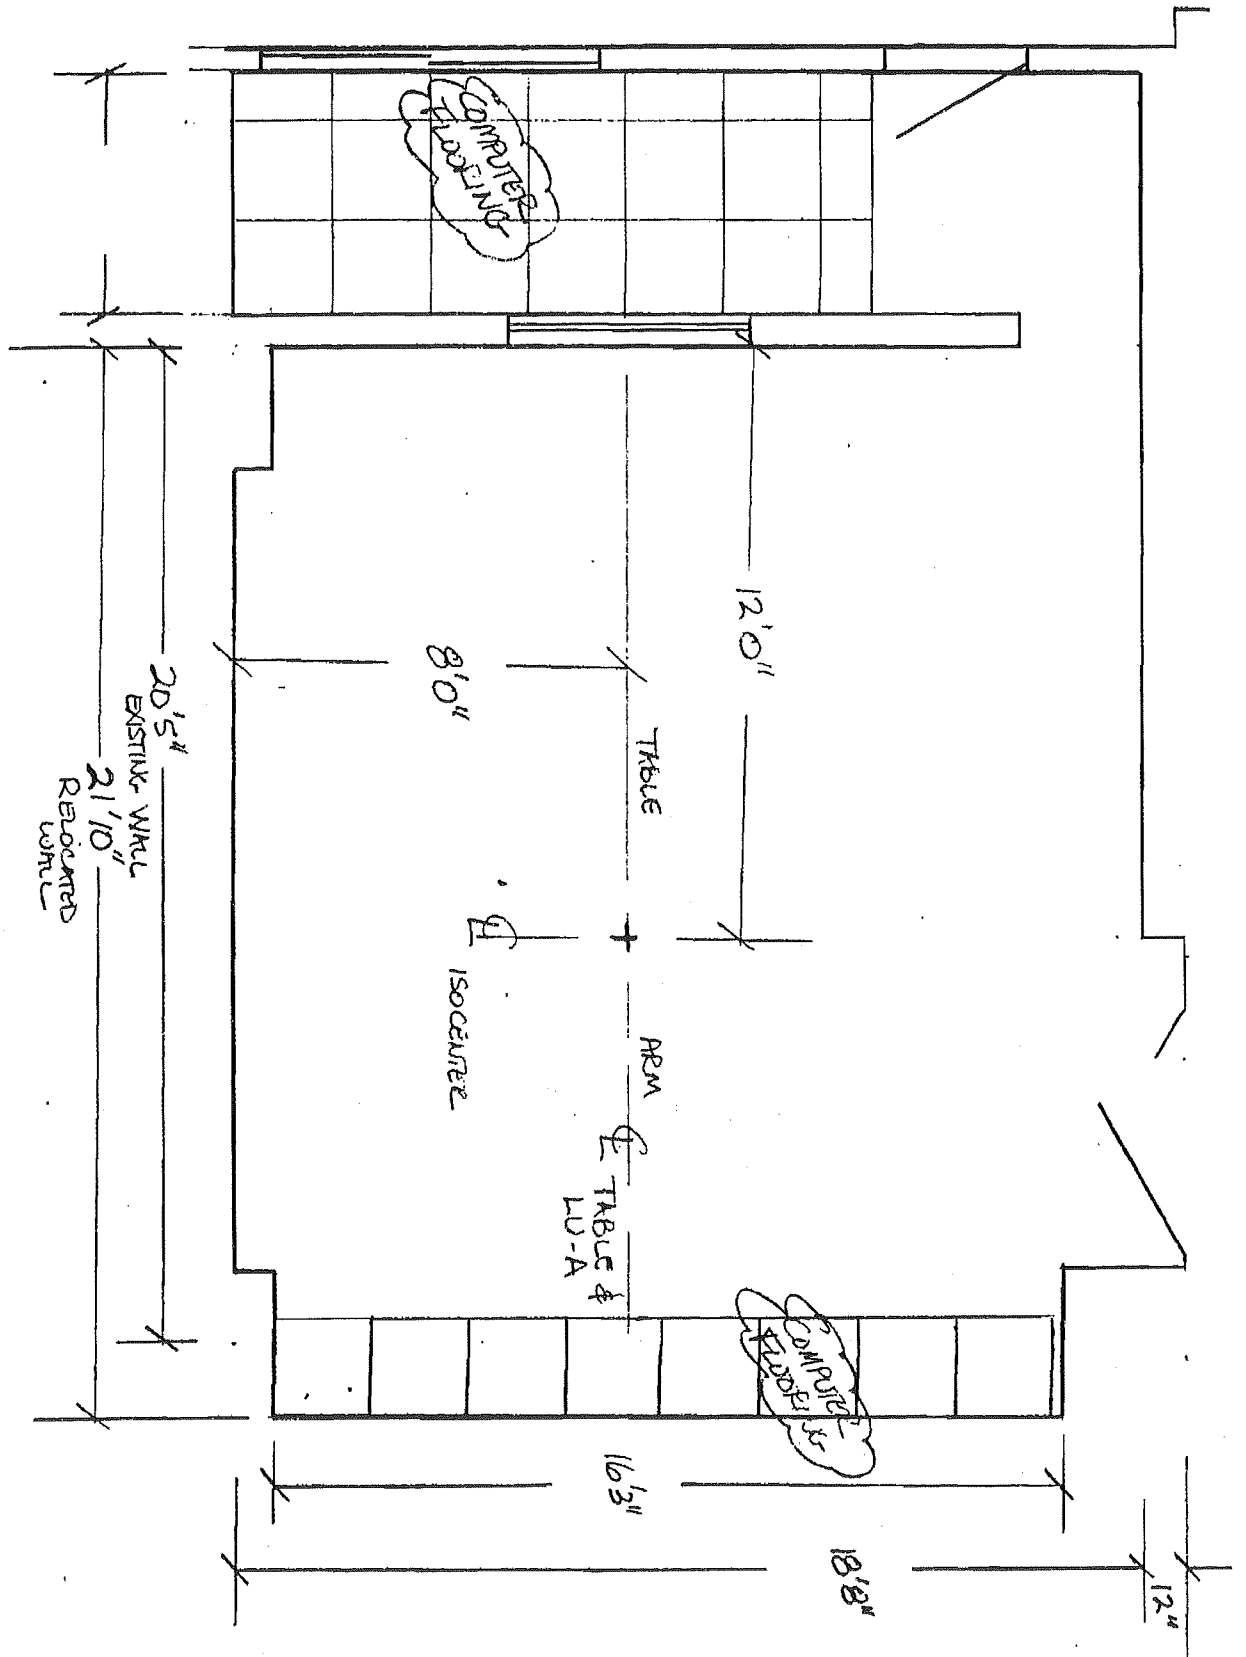 COMPUTER
FLOORING
12'0"
8'0"
TABLE
20'5"
EXISTING WALL
21'10"
RELOCATED
WALL
℄
ISOCENTER
ARM
℄ TABLE &
LU-A
COMPUTER
FLOORING
16'3"
18'8"
12"